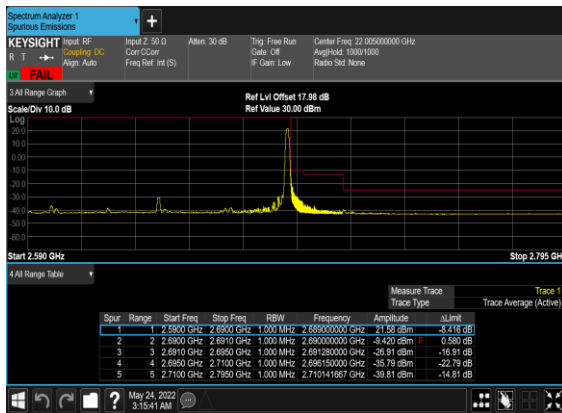 Spectrum Analyzer 1
Spurious Emissions
KEYSIGHT Input: RF Input Z: 50 Ω Atten: 30 dB Trig: Free Run Center Freq: 22.005000000 GHz
R T Coupling: DC Corr CCorr Gate: Off Avg|Hold: 1000/1000
Align: Auto Freq Ref: Int (S) IF Gain: Low Radio Std: None
FAIL
3 All Range Graph
Ref Lvl Offset 17.98 dB
Scale/Div 10.0 dB Ref Value 30.00 dBm
Log
20.0
10.0
0.00
-10.0
-20.0
-30.0
-40.0
-50.0
-60.0
Start 2.590 GHz Stop 2.795 GH
4 All Range Table
Measure Trace Trace 1
Trace Type Trace Average (Active)
Spur Range Start Freq Stop Freq RBW Frequency Amplitude ΔLimit
1 1 2.5900 GHz 2.6900 GHz 1.000 MHz 2.689000000 GHz 21.58 dBm -8.416 dB
2 2 2.6900 GHz 2.6910 GHz 1.000 MHz 2.690000000 GHz -9.420 dBm F 0.580 dB
3 3 2.6910 GHz 2.6950 GHz 1.000 MHz 2.691280000 GHz -26.91 dBm -16.91 dB
4 4 2.6950 GHz 2.7100 GHz 1.000 MHz 2.696150000 GHz -35.79 dBm -22.79 dB
5 5 2.7100 GHz 2.7950 GHz 1.000 MHz 2.710141667 GHz -39.81 dBm -14.81 dB
? May 24, 2022
3:15:41 AM